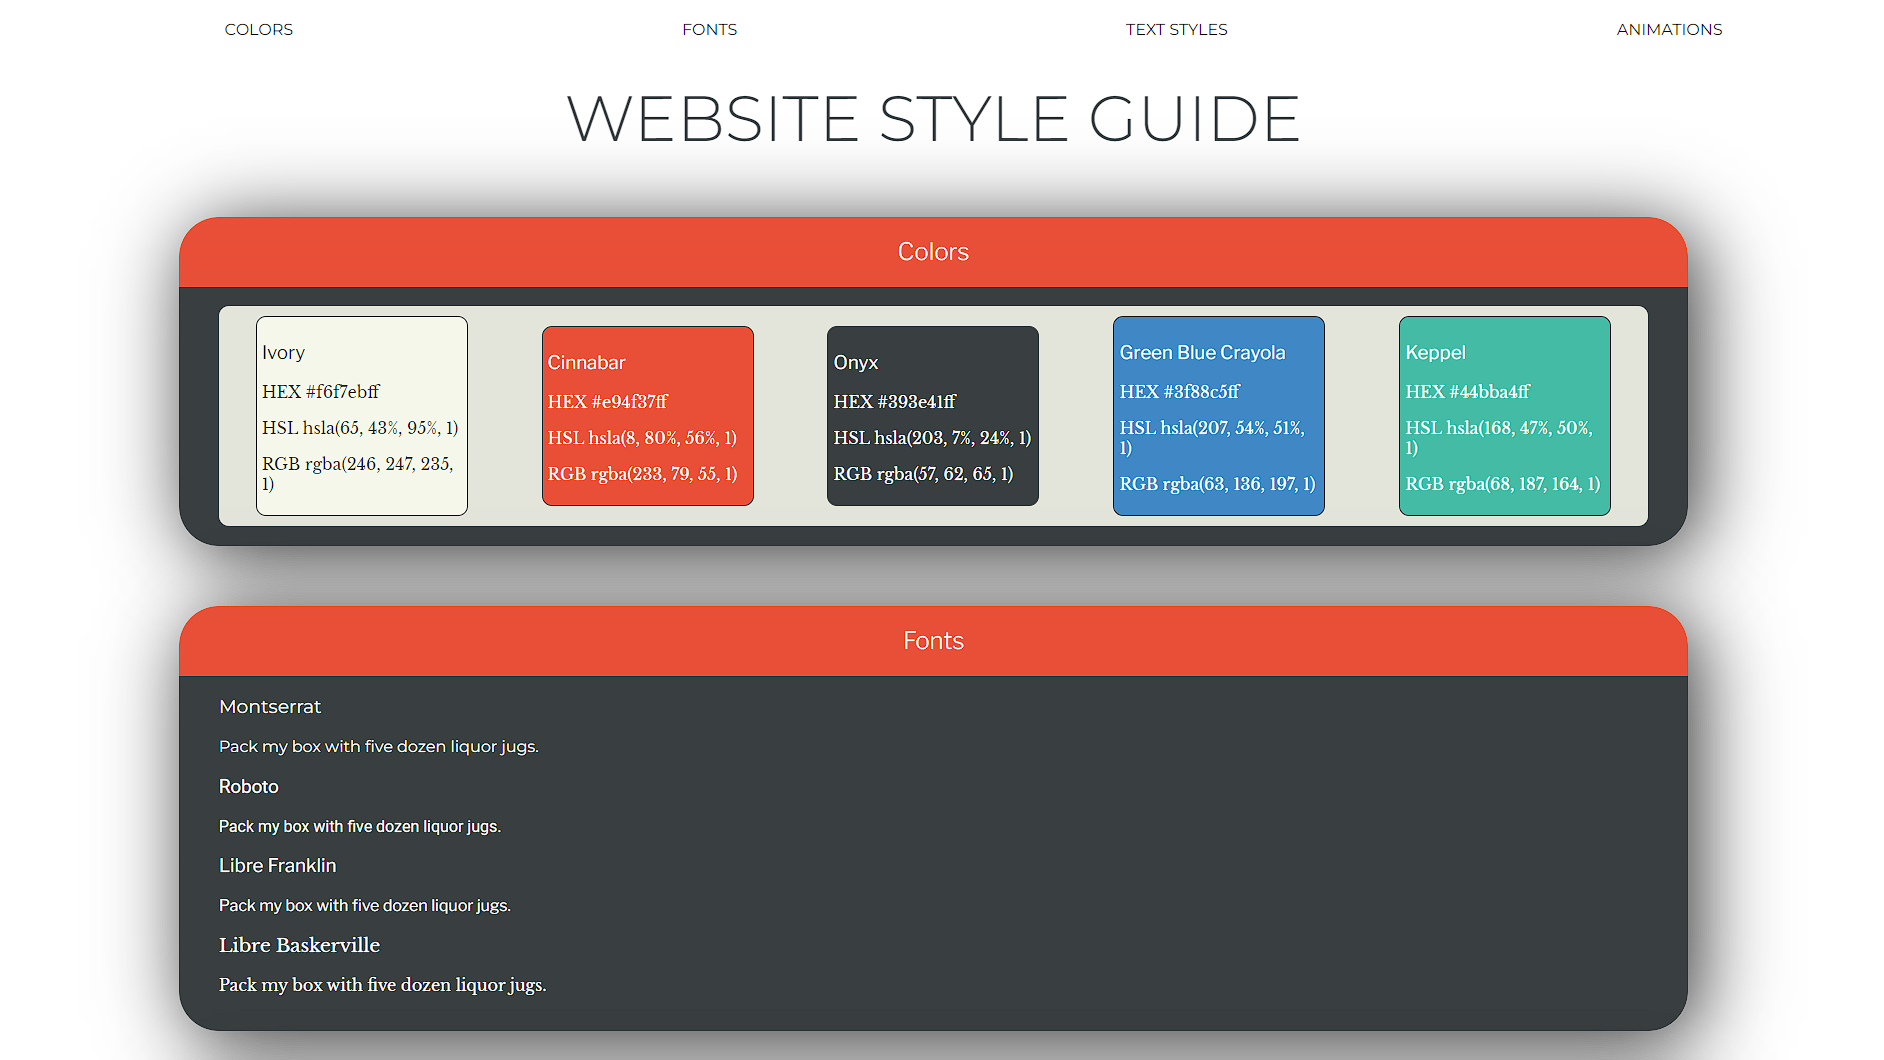 COLORS FONTS TEXT STYLES ANIMATIONS
WEBSITE STYLE GUIDE
Colors
Ivory
HEX #f6f7ebff
HSL hsla(65, 43%, 95%, 1)
RGB rgba(246, 247, 235,
1)
Cinnabar
HEX #e94f37ff
HSL hsla(8, 80%, 56%, 1)
RGB rgba(233, 79, 55, 1)
Onyx
HEX #393e41ff
HSL hsla(203, 7%, 24%, 1)
RGB rgba(57, 62, 65, 1)
Green Blue Crayola
HEX #3f88c5ff
HSL hsla(207, 54%, 51%,
1)
RGB rgba(63, 136, 197, 1)
Keppel
HEX #44bba4ff
HSL hsla(168, 47%, 50%,
1)
RGB rgba(68, 187, 164, 1)
Fonts
Montserrat
Pack my box with five dozen liquor jugs.
Roboto
Pack my box with five dozen liquor jugs.
Libre Franklin
Pack my box with five dozen liquor jugs.
Libre Baskerville
Pack my box with five dozen liquor jugs.